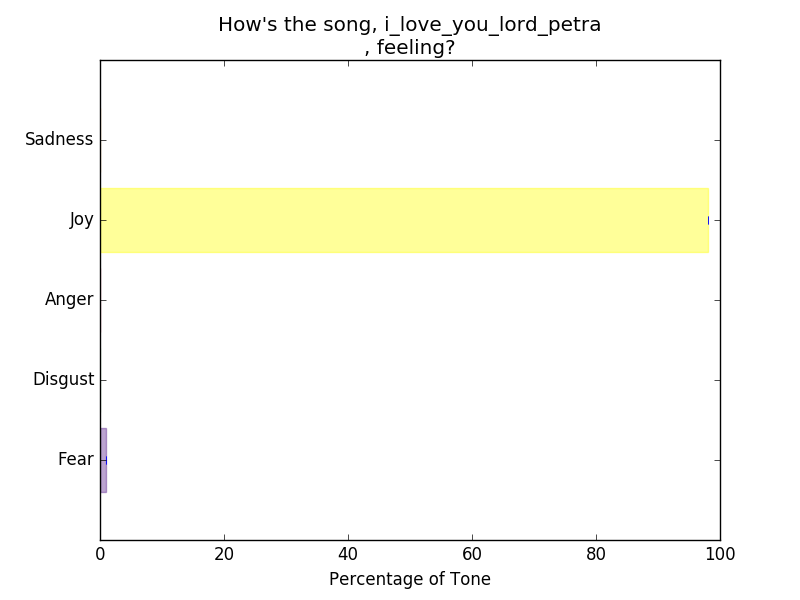 How's the song, i_love_you_lord_petra
, feeling?
Sadness
Joy
Anger
Disgust
Fear
0 20 40 60 80 100
Percentage of Tone